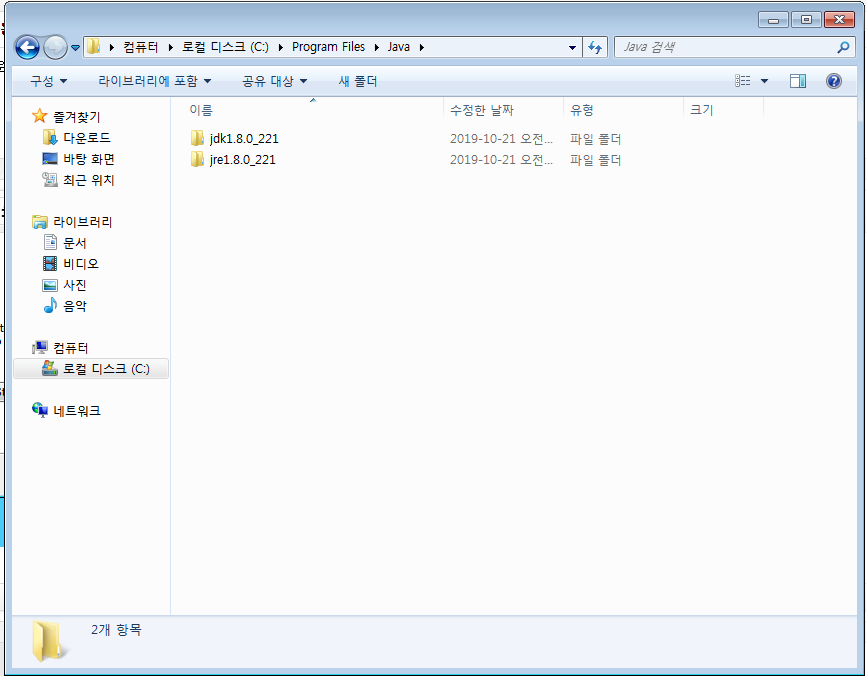 컴퓨터 로컬 디스크 (C:) Program Files Java
Java 검색
구성 라이브러리에 포함 공유 대상 새 폴더
이름 수정한 날짜 유형 크기
jdk1.8.0_221 2019-10-21 오전... 파일 폴더
jre1.8.0_221 2019-10-21 오전... 파일 폴더
즐겨찾기
다운로드
바탕 화면
최근 위치
라이브러리
문서
비디오
사진
음악
컴퓨터
로컬 디스크 (C:)
네트워크
2개 항목